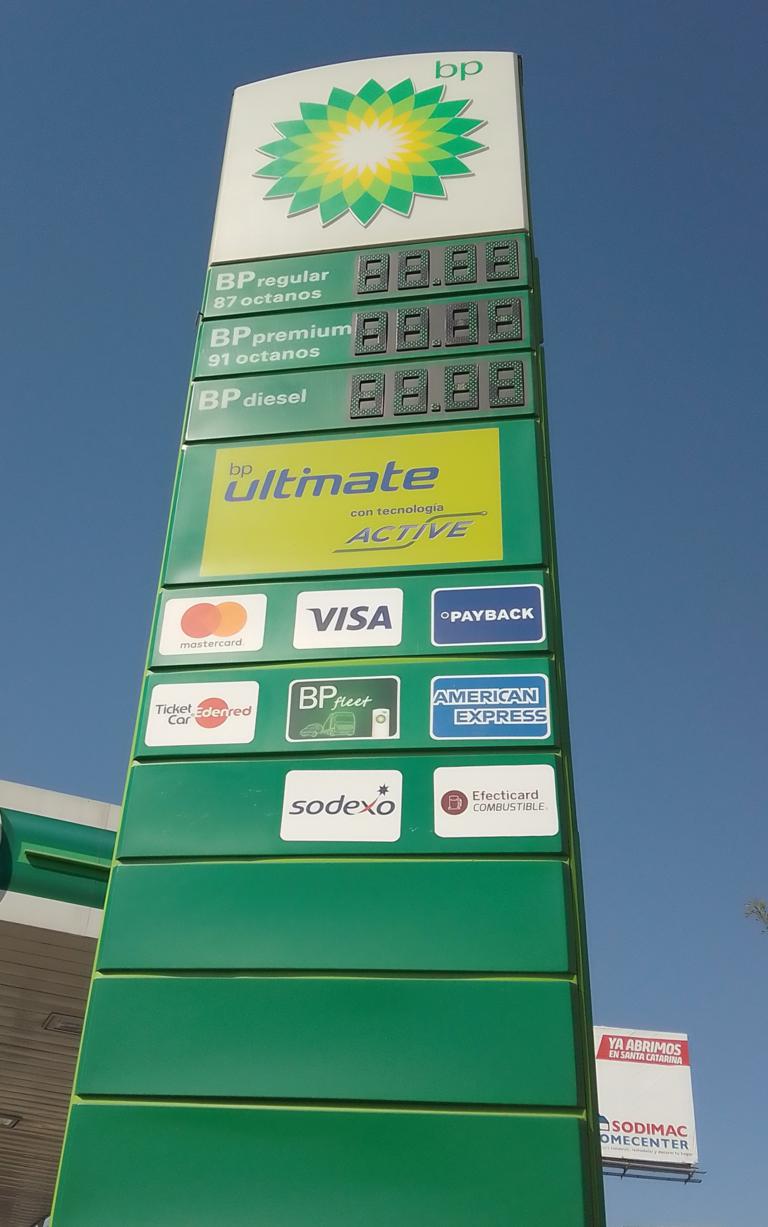 bp
BP regular
87 octanos
BP premium
91 octanos
BP diesel
bp
ultimate
con tecnología
ACTIVE
mastercard.
VISA
PAYBACK
Ticket
Car Edenred
BP fleet
AMERICAN
EXPRESS
sodexo
Efecticard
COMBUSTIBLE
YA ABRIMOS
EN SANTA CATARINA
SODIMAC
OMECENTER